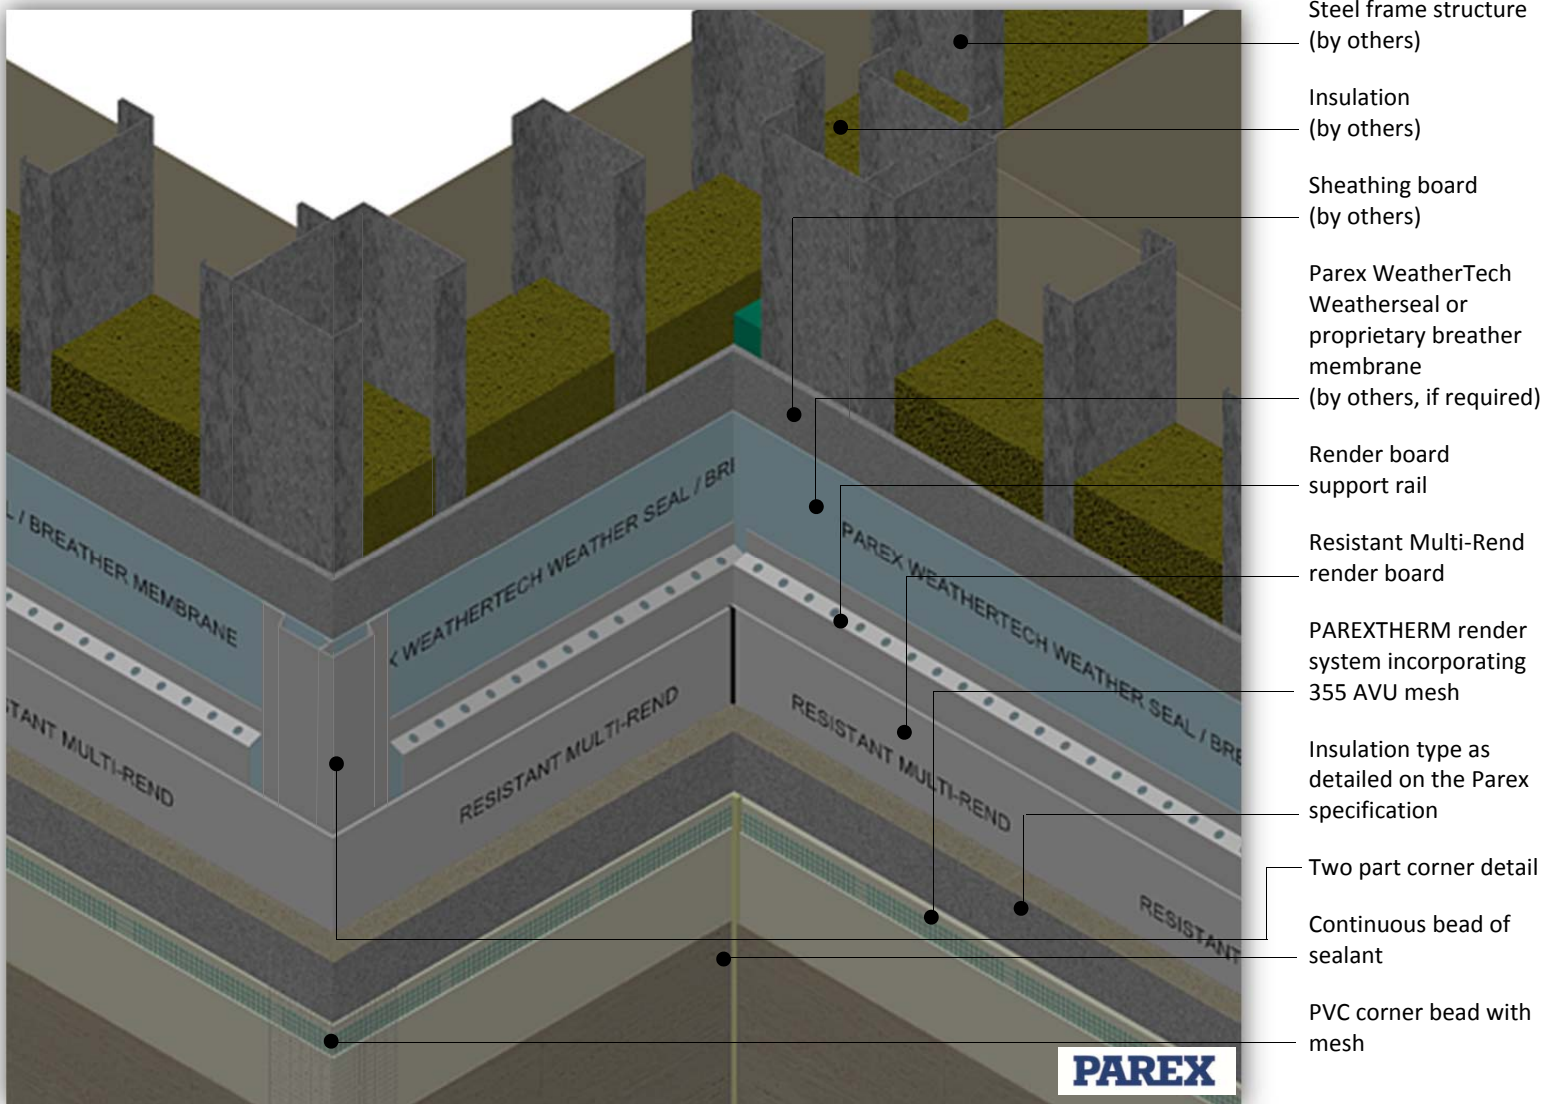 Steel frame structure
(by others)
Insulation
(by others)
Sheathing board
(by others)
Parex WeatherTech
Weatherseal or
proprietary breather
membrane
(by others, if required)
Render board
support rail
Resistant Multi-Rend
render board
PAREXTHERM render
system incorporating
355 AVU mesh
Insulation type as
detailed on the Parex
specification
Two part corner detail
Continuous bead of
sealant
PVC corner bead with
mesh
L / BREATHER MEMBRANE
X WEATHERTECH WEATHER SEAL / BRE
PAREX WEATHERTECH WEATHER SEAL / BRE
STANT MULTI-REND
RESISTANT MULTI-REND
RESISTANT MULTI-REND
RESISTANT
PAREX